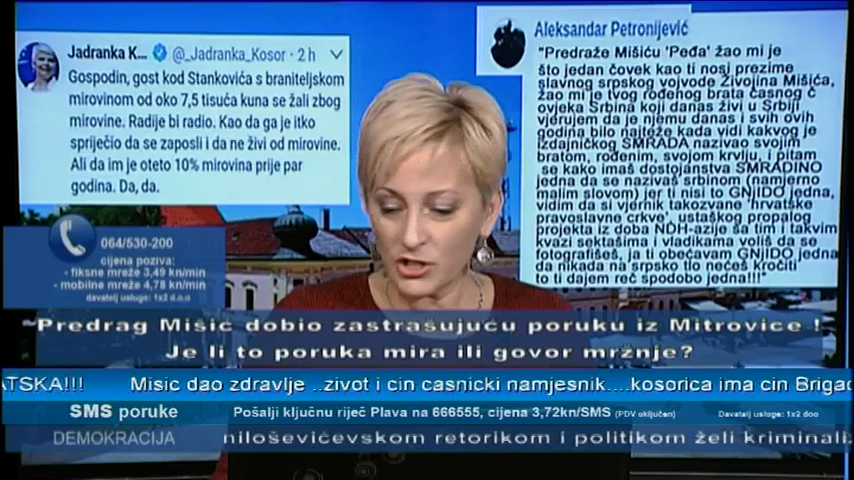 Jadranka K... @_Jadranka_Kosor · 2 h
Gospodin, gost kod Stankovića s braniteljskom
mirovinom od oko 7,5 tisuća kuna se žali zbog
mirovine. Radije bi radio. Kao da ga je itko
spriječio da se zaposli i da ne živi od mirovine.
Ali da im je oteto 10% mirovina prije par
godina. Da, da.
Aleksandar Petronijević
"Predraže Mišiću 'Peđa' žao mi je
što jedan čovek kao ti nosi prezime
slavnog srpskog vojvode Živojina Mišića,
žao mi je tvog rođenog brata časnog č
ovjeka Srbina koji danas živi u Srbiji
vjerujem da je njemu danas i svih ovih
godina bilo najteže kada vidi kakvog je
izdajničkog SMRADA nazivao svojim
bratom, rođenim, svojom krvlju, i pitam
se kako imaš dostojanstva SMRADINO
jedna da se nazivaš srbinom (namjerno
malim slovom) jer ti nisi to GNjIDO jedna,
vidim da si vjernik takozvane 'hrvatske
pravoslavne crkve', ustaškog propalog
projekta iz doba NDH-azije ša tim i takvim
kvazi sektašima i vladikama voliš da se
fotografišeš, ja ti obećavam GNjIDO jedna
da nikada na srpsko tlo nećeš kročiti
to ti dajem reč spodobo jedna!!!"
064/530-200
cijena poziva:
- fiksne mreže 3,49 kn/min
- mobilne mreže 4,78 kn/min
davatelj usluge: 1x2 d.o.o
Predrag Mišić dobio zastrašujuću poruku iz Mitrovice !
Je li to poruka mira ili govor mržnje?
ATSKA!!! Misic dao zdravlje ..zivot i cin casnicki namjesnik....kosorica ima cin Brigad
SMS poruke Pošalji ključnu riječ Plava na 666555, cijena 3,72kn/SMS (PDV uključen) Davatelj usluge: 1x2 doo
DEMOKRACIJA miloševićevskom retorikom i politikom želi kriminali